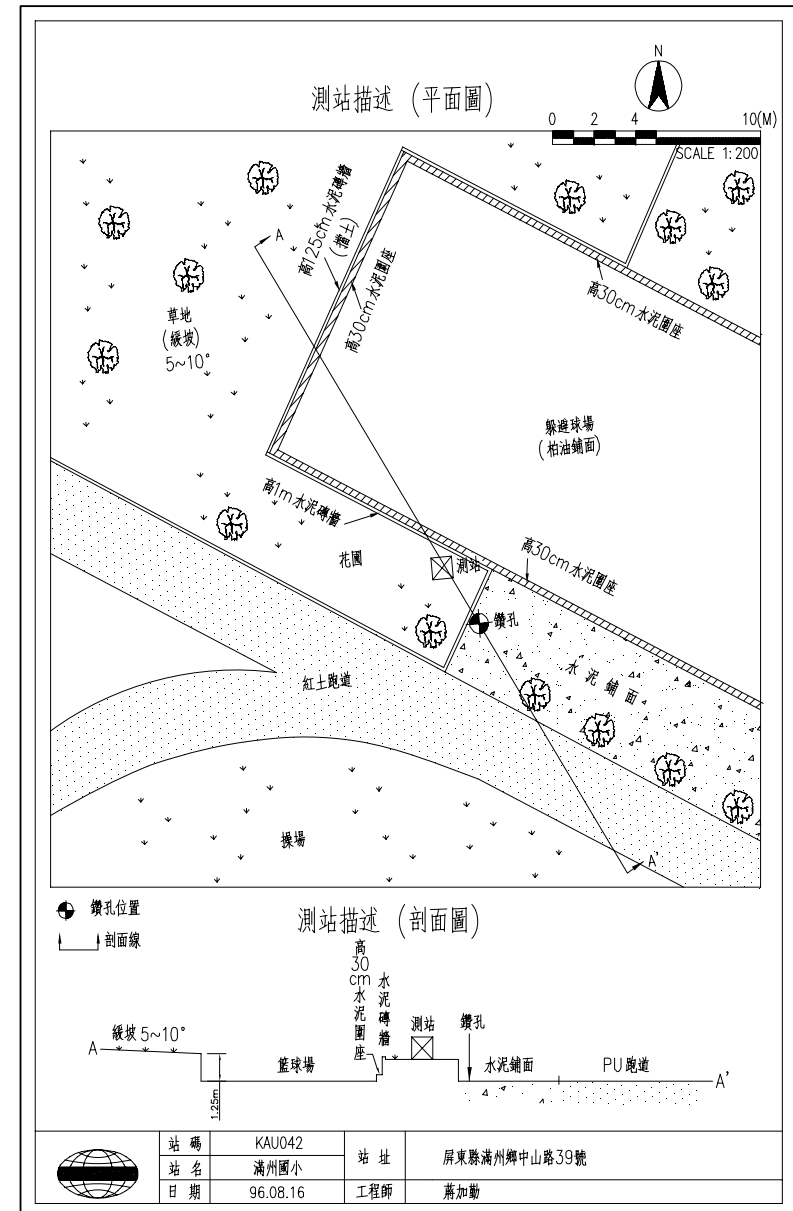 測站描述 (平面圖)
N
0 2 4 10(M)
SCALE 1:200
A
高125cm水泥磚牆
(擋土)
高30cm水泥圍座
高30cm水泥圍座
草地
(緩坡)
5~10°
躲避球場
(柏油鋪面)
高1m水泥磚牆
高30cm水泥圍座
花圃
測站
鑽孔
水泥鋪面
紅土跑道
操場
A'
鑽孔位置
剖面線
測站描述 (剖面圖)
高30cm水泥圍座
水泥磚牆
測站
鑽孔
緩坡 5~10°
A
籃球場
水泥鋪面
PU跑道
A'
1.25m
站碼 KAU042
站名 滿州國小
日期 96.08.16
站址 屏東縣滿州鄉中山路39號
工程師 蔣加勤